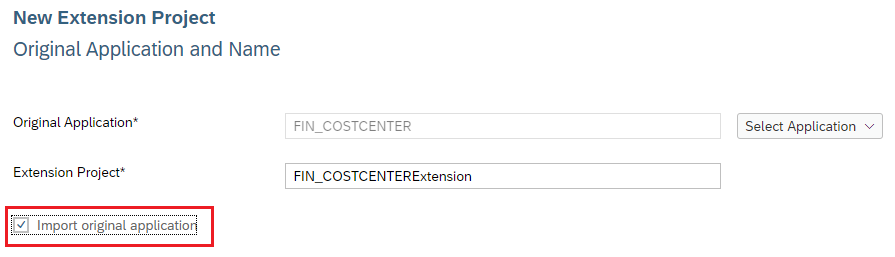 New Extension Project
Original Application and Name
Original Application* FIN_COSTCENTER Select Application
Extension Project* FIN_COSTCENTERExtension
Import original application